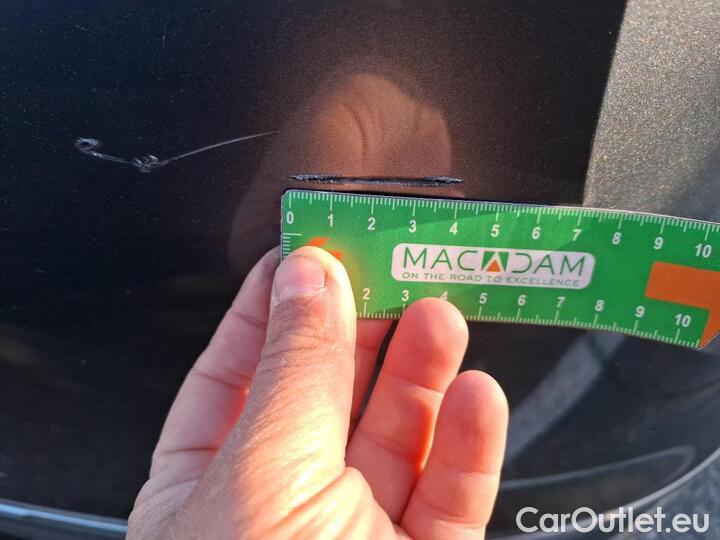 0 1 2 3 4 5 6 7 8 9 10
MACADAM
ON THE ROAD TO EXCELLENCE
2 3 4 5 6 7 8 9 10
CarOutlet.eu